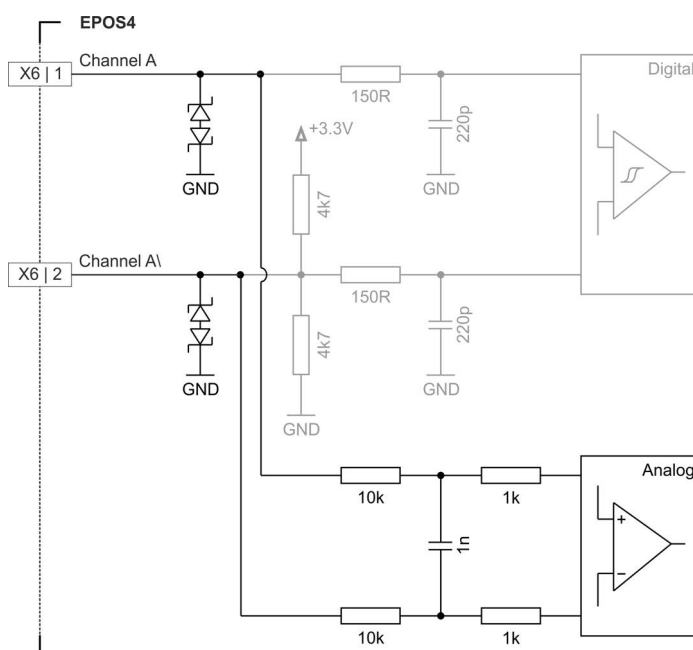 EPOS4
X6 | 1
Channel A
Digital
150R
220p
+3.3V
GND
GND
4k7
X6 | 2
Channel A\
150R
220p
4k7
GND
GND
GND
Analog
10k
1k
+
1n
−
10k
1k